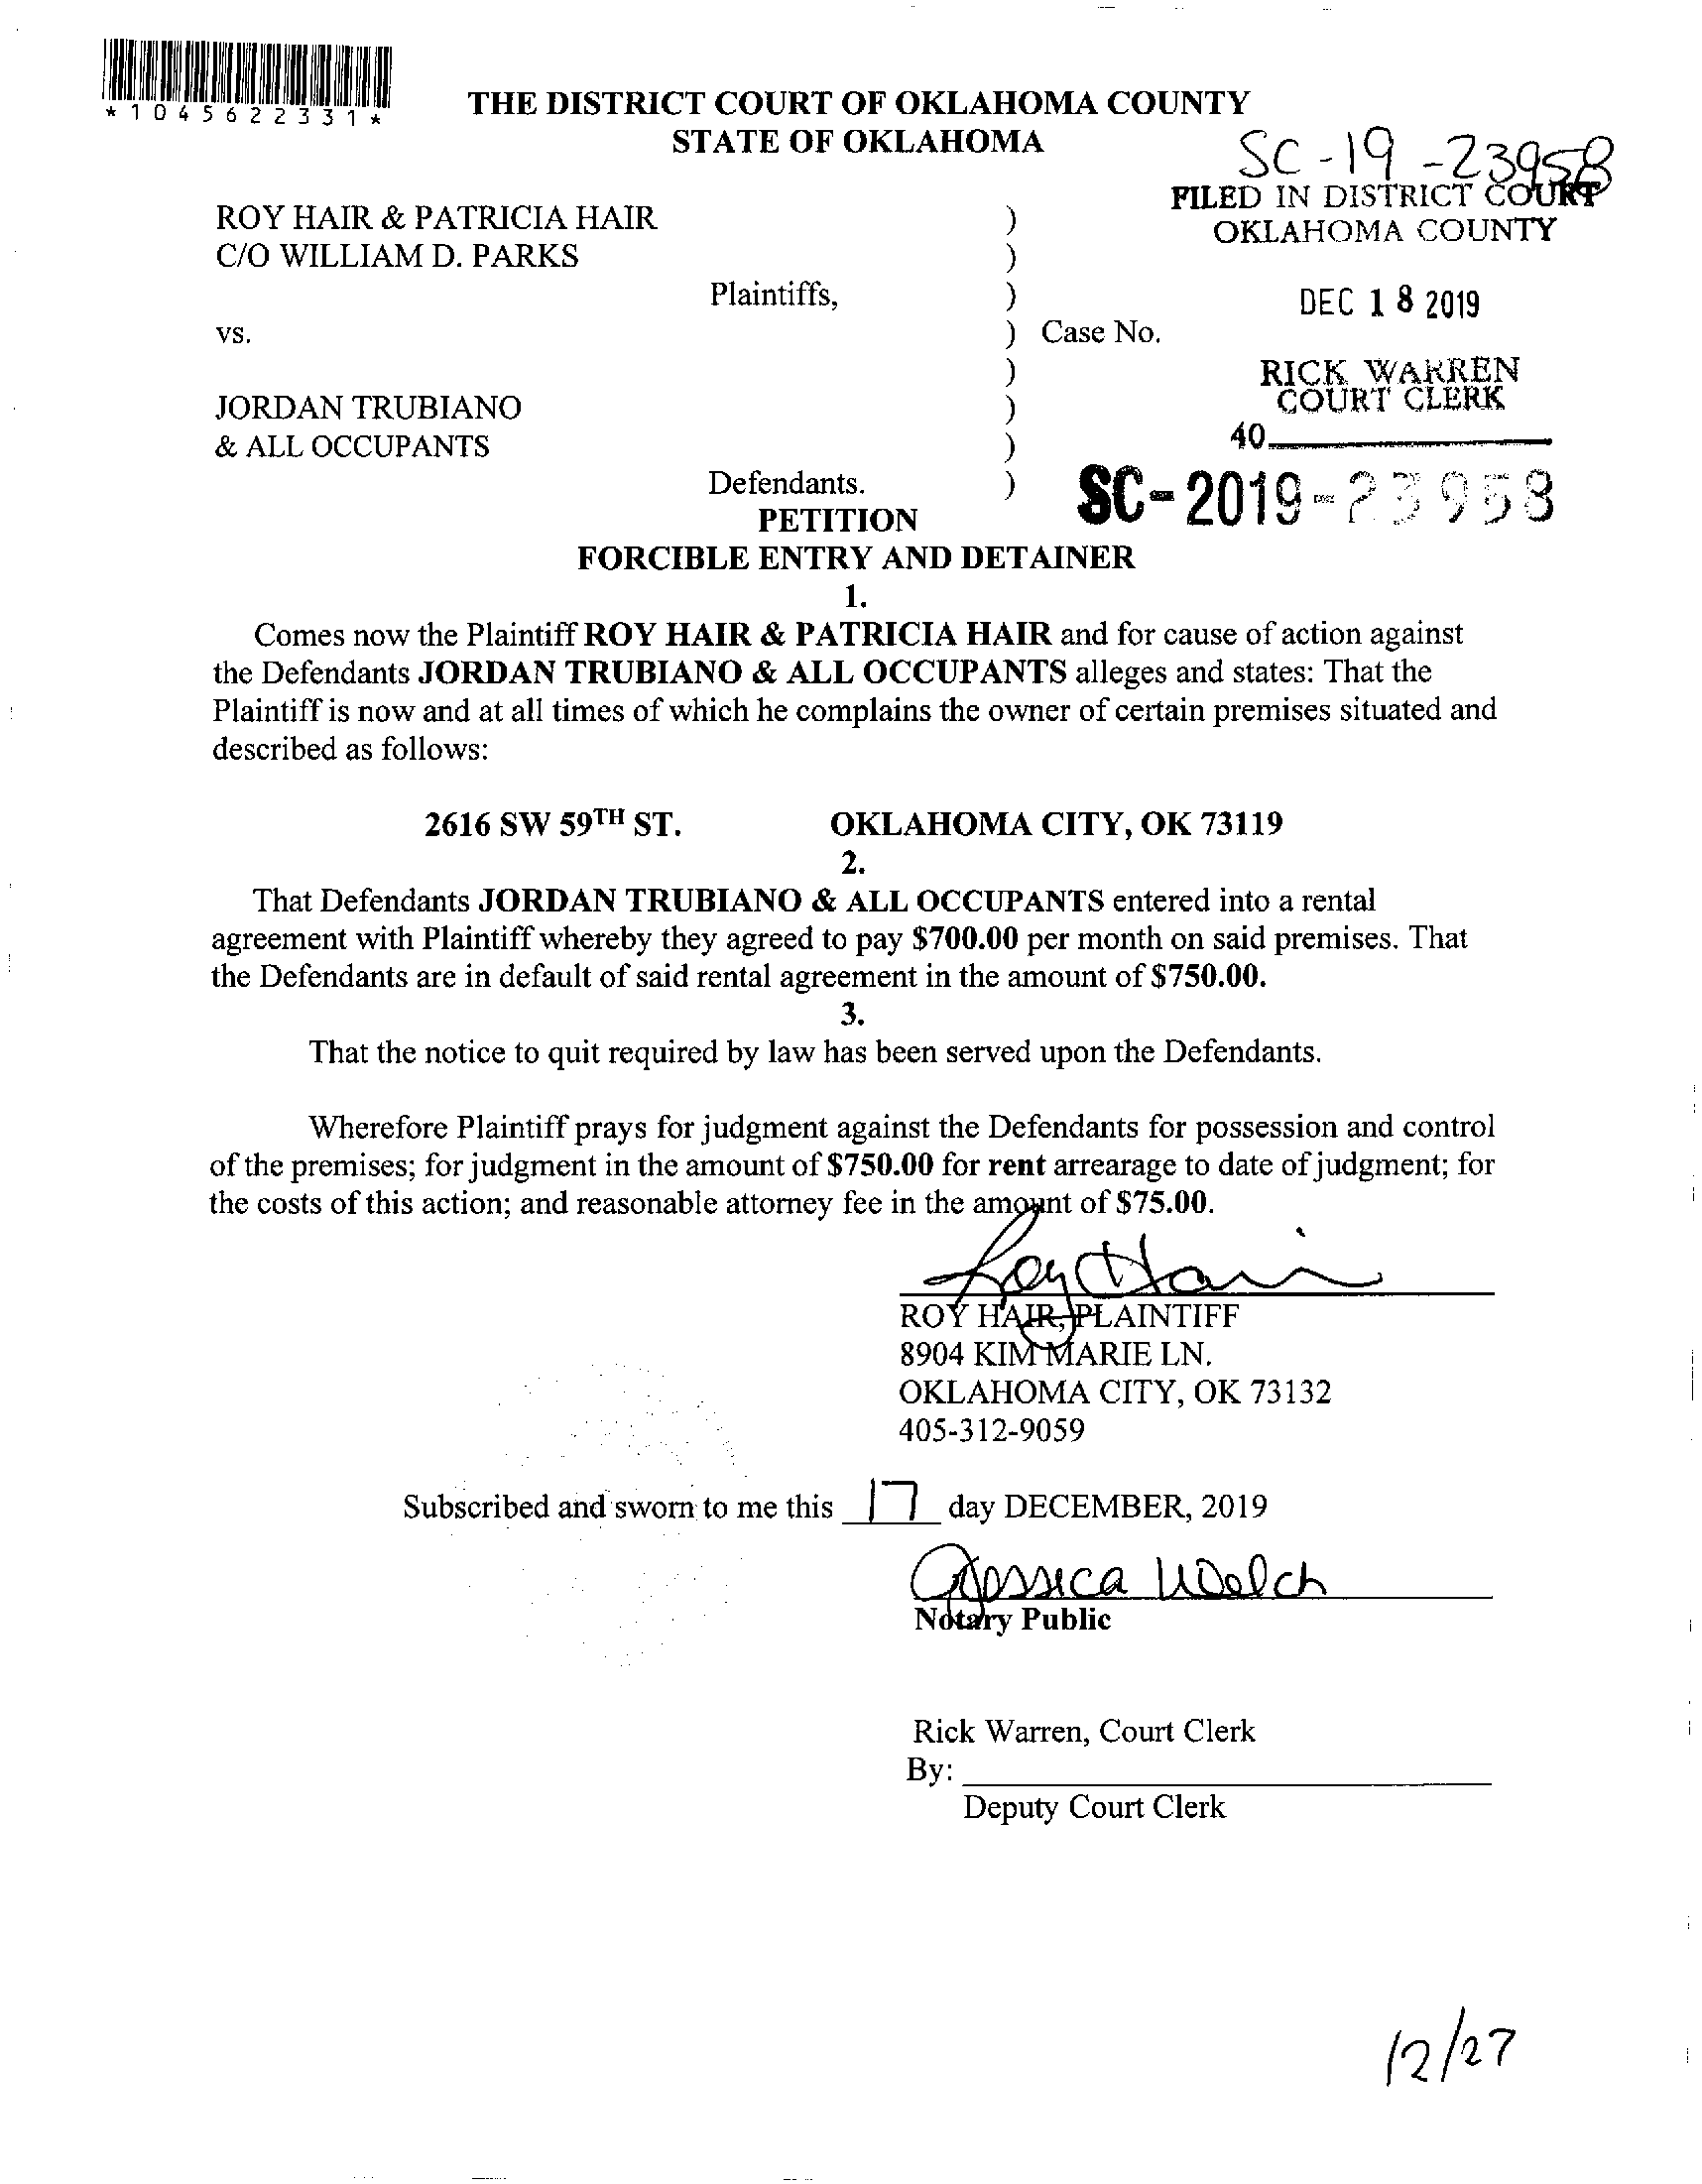 *1045622331*
THE DISTRICT COURT OF OKLAHOMA COUNTY
STATE OF OKLAHOMA
SC-19-23958
FILED IN DISTRICT COURT
OKLAHOMA COUNTY
ROY HAIR & PATRICIA HAIR )
C/O WILLIAM D. PARKS )
Plaintiffs, )
DEC 18 2019
vs. ) Case No.
)
RICK WARREN
COURT CLERK
JORDAN TRUBIANO )
& ALL OCCUPANTS )
40
Defendants. )
SC-2019-23958
PETITION
FORCIBLE ENTRY AND DETAINER
1.
Comes now the Plaintiff ROY HAIR & PATRICIA HAIR and for cause of action against
the Defendants JORDAN TRUBIANO & ALL OCCUPANTS alleges and states: That the
Plaintiff is now and at all times of which he complains the owner of certain premises situated and
described as follows:
2616 SW 59TH ST. OKLAHOMA CITY, OK 73119
2.
That Defendants JORDAN TRUBIANO & ALL OCCUPANTS entered into a rental
agreement with Plaintiff whereby they agreed to pay $700.00 per month on said premises. That
the Defendants are in default of said rental agreement in the amount of $750.00.
3.
That the notice to quit required by law has been served upon the Defendants.
Wherefore Plaintiff prays for judgment against the Defendants for possession and control
of the premises; for judgment in the amount of $750.00 for rent arrearage to date of judgment; for
the costs of this action; and reasonable attorney fee in the amount of $75.00.
Roy Hair
ROY HAIR, PLAINTIFF
8904 KIM MARIE LN.
OKLAHOMA CITY, OK 73132
405-312-9059
Subscribed and sworn to me this 17 day DECEMBER, 2019
Jessica Welch
Notary Public
Rick Warren, Court Clerk
By:
Deputy Court Clerk
12/27